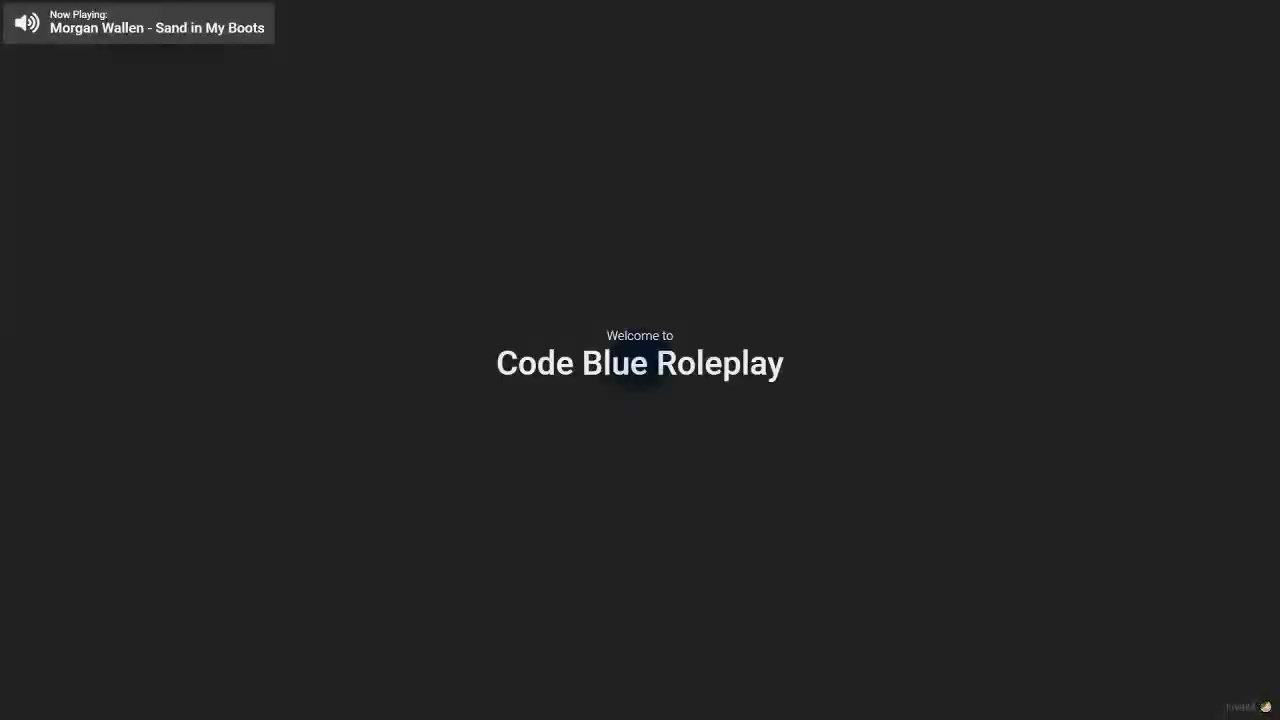 Now Playing:
Morgan Wallen - Sand in My Boots
Welcome to
Code Blue Roleplay